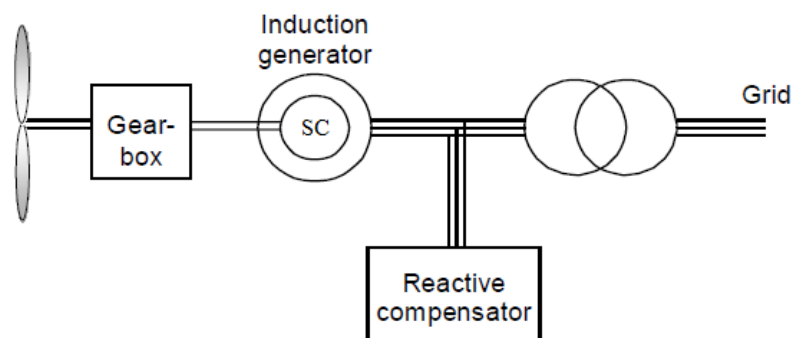 Induction
generator
Grid
Gear-
box
SC
Reactive
compensator